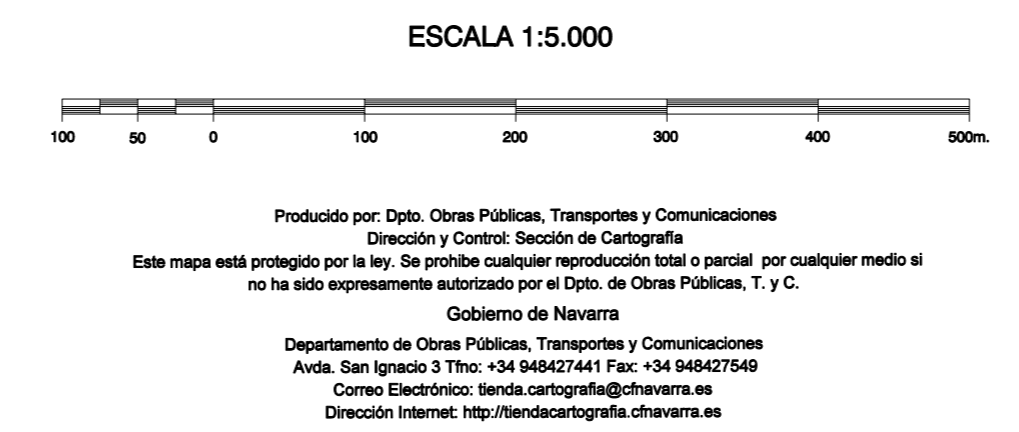 ESCALA 1:5.000
100 50 0 100 200 300 400 500m.
Producido por: Dpto. Obras Públicas, Transportes y Comunicaciones
Dirección y Control: Sección de Cartografía
Este mapa está protegido por la ley. Se prohibe cualquier reproducción total o parcial por cualquier medio si
no ha sido expresamente autorizado por el Dpto. de Obras Públicas, T. y C.
Gobierno de Navarra
Departamento de Obras Públicas, Transportes y Comunicaciones
Avda. San Ignacio 3 Tfno: +34 948427441 Fax: +34 948427549
Correo Electrónico: tienda.cartografia@cfnavarra.es
Dirección Internet: http://tiendacartografia.cfnavarra.es